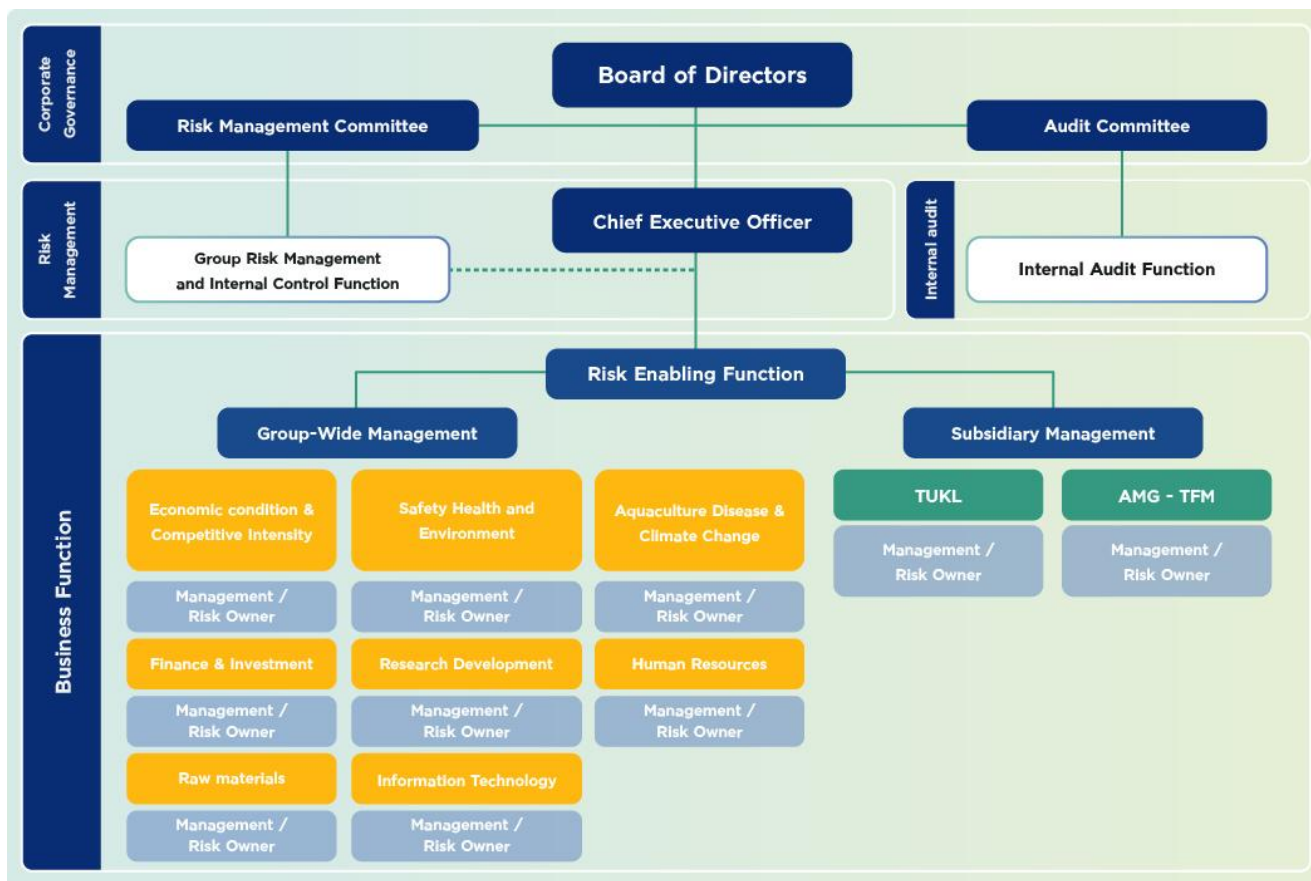 Corporate
Governance
Board of Directors
Risk Management Committee
Audit Committee
Risk
Management
Chief Executive Officer
Group Risk Management
and Internal Control Function
Internal audit
Internal Audit Function
Business Function
Risk Enabling Function
Group-Wide Management
Subsidiary Management
Economic condition &
Competitive Intensity
Safety Health and
Environment
Aquaculture Disease &
Climate Change
TUKL
AMG - TFM
Management /
Risk Owner
Management /
Risk Owner
Management /
Risk Owner
Management /
Risk Owner
Management /
Risk Owner
Finance & Investment
Research Development
Human Resources
Management /
Risk Owner
Management /
Risk Owner
Management /
Risk Owner
Raw materials
Information Technology
Management /
Risk Owner
Management /
Risk Owner